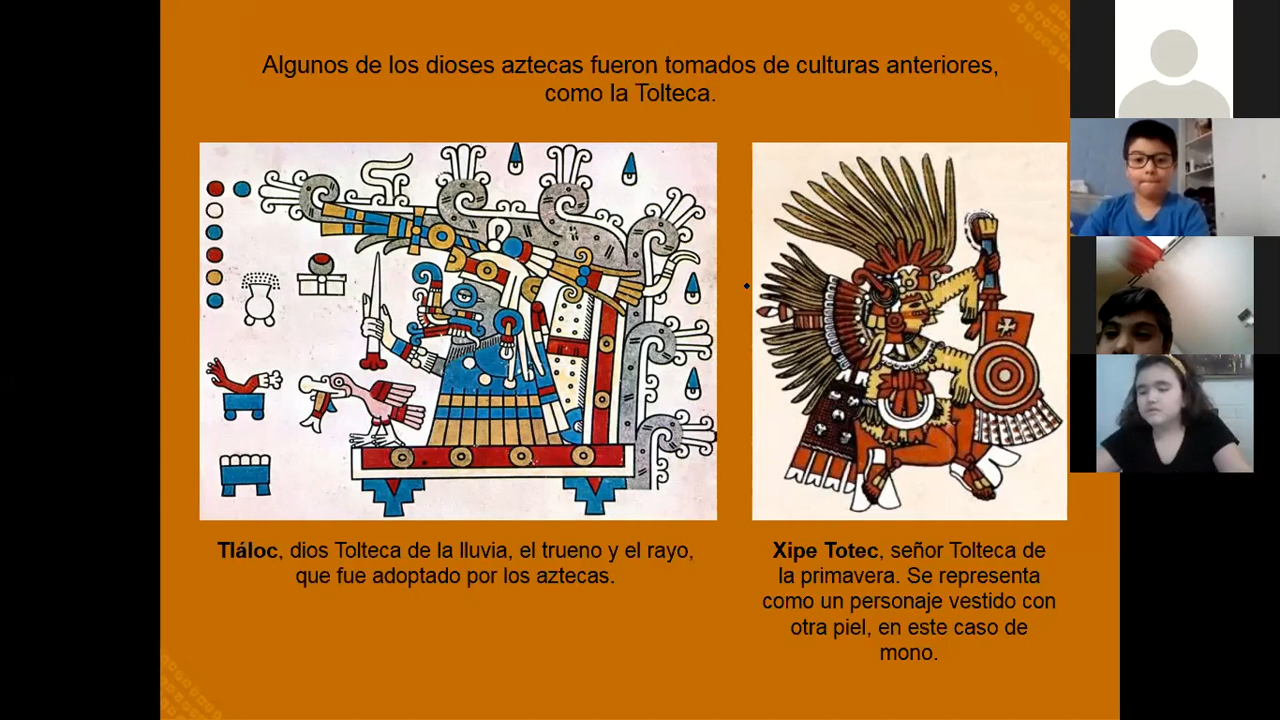 Algunos de los dioses aztecas fueron tomados de culturas anteriores,
como la Tolteca.
Tláloc, dios Tolteca de la lluvia, el trueno y el rayo,
que fue adoptado por los aztecas.
Xipe Totec, señor Tolteca de
la primavera. Se representa
como un personaje vestido con
otra piel, en este caso de
mono.